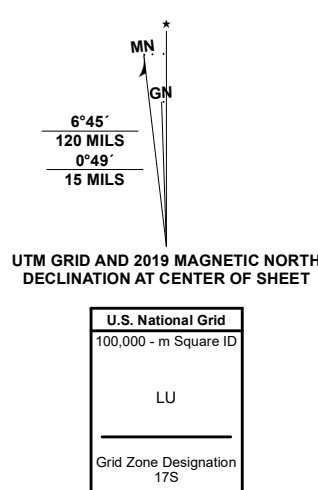 ★
MN
GN
6°45´
120 MILS
0°49´
15 MILS
UTM GRID AND 2019 MAGNETIC NORTH
DECLINATION AT CENTER OF SHEET
U.S. National Grid
100,000 - m Square ID
LU
Grid Zone Designation
17S